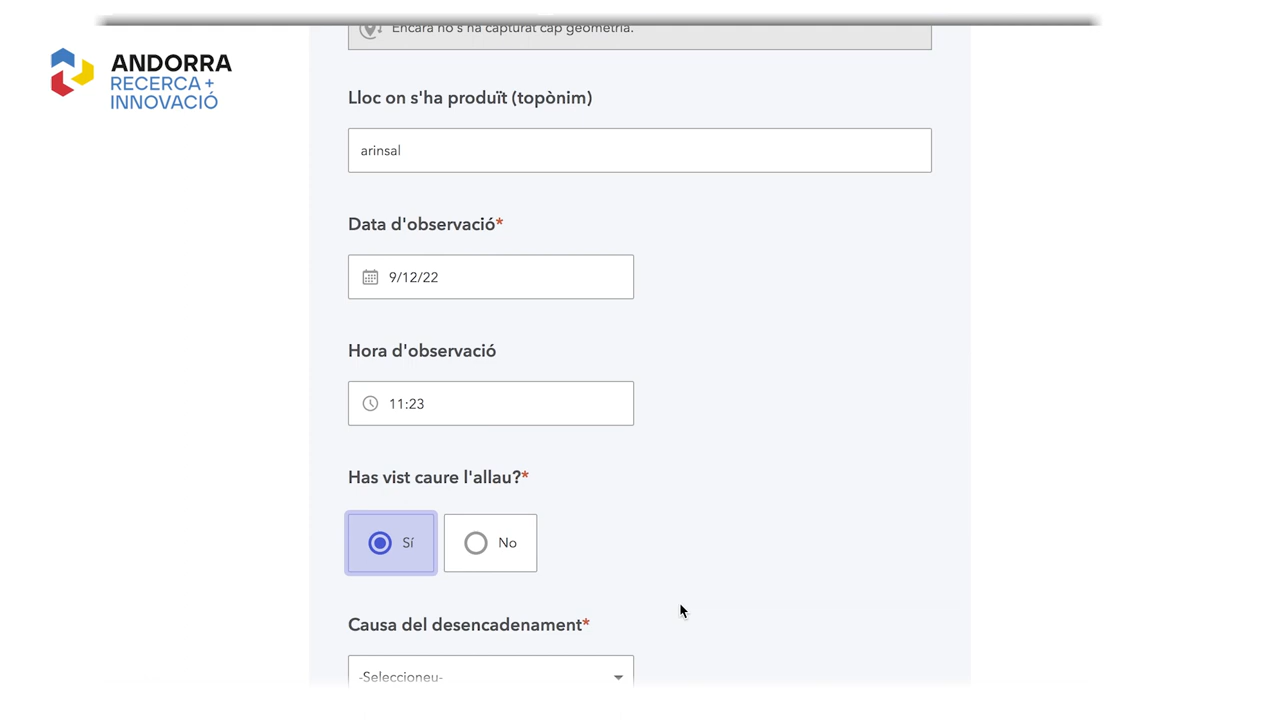 Encara no s'ha capturat cap geometria.
ANDORRA
RECERCA +
INNOVACIÓ
Lloc on s'ha produït (topònim)
arinsal
Data d'observació*
9/12/22
Hora d'observació
11:23
Has vist caure l'allau?*
Sí
No
Causa del desencadenament*
-Seleccioneu-